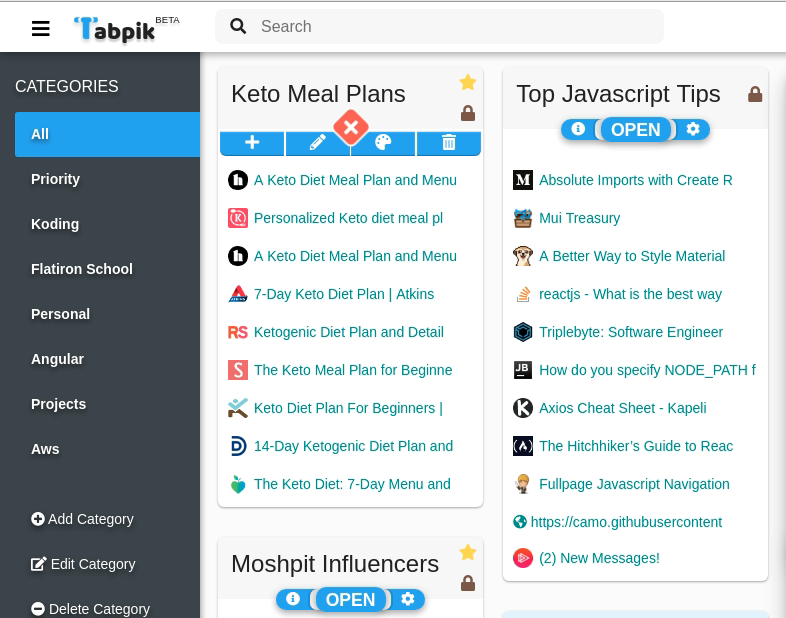 Tabpik BETA
Search
CATEGORIES
All
Priority
Koding
Flatiron School
Personal
Angular
Projects
Aws
Add Category
Edit Category
Delete Category
Keto Meal Plans
A Keto Diet Meal Plan and Menu
Personalized Keto diet meal pl
A Keto Diet Meal Plan and Menu
7-Day Keto Diet Plan | Atkins
RS Ketogenic Diet Plan and Detail
S The Keto Meal Plan for Beginne
Keto Diet Plan For Beginners |
D 14-Day Ketogenic Diet Plan and
The Keto Diet: 7-Day Menu and
Moshpit Influencers
OPEN
Top Javascript Tips
OPEN
M Absolute Imports with Create R
Mui Treasury
A Better Way to Style Material
reactjs - What is the best way
Triplebyte: Software Engineer
JB How do you specify NODE_PATH f
K Axios Cheat Sheet - Kapeli
The Hitchhiker’s Guide to Reac
Fullpage Javascript Navigation
https://camo.githubusercontent
(2) New Messages!